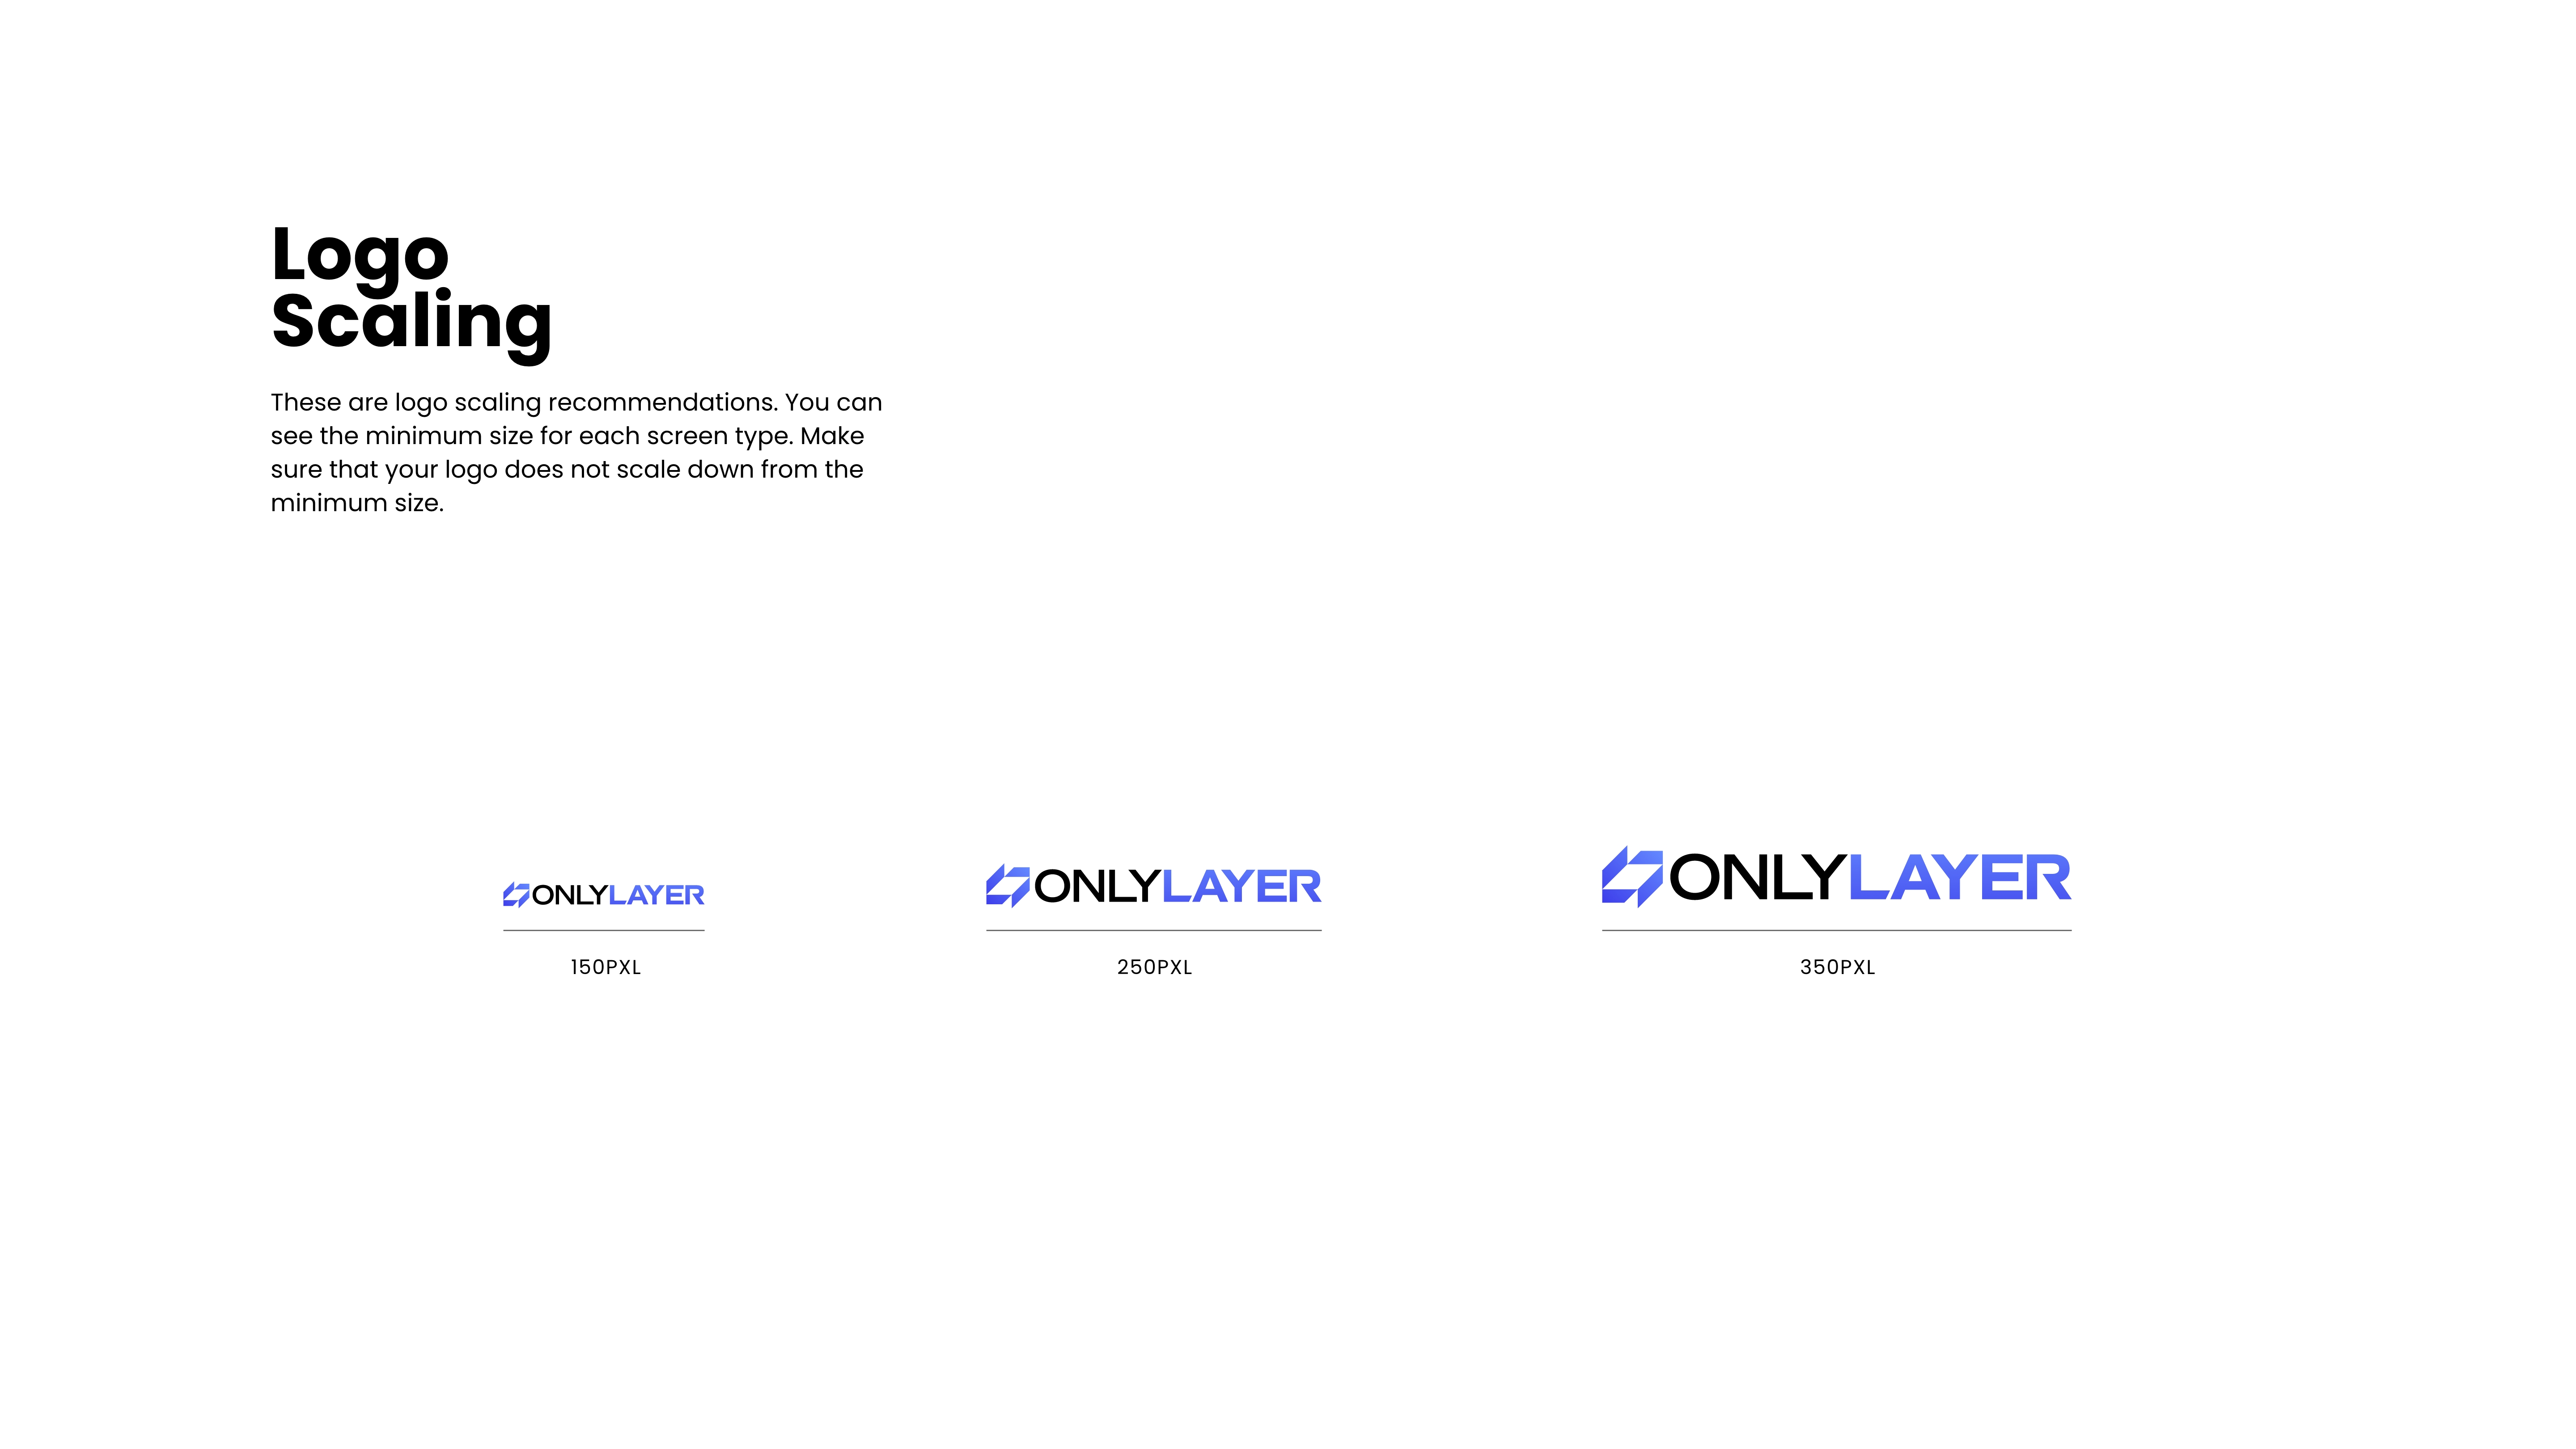 Logo
Scaling
These are logo scaling recommendations. You can
see the minimum size for each screen type. Make
sure that your logo does not scale down from the
minimum size.
ONLYLAYER
ONLYLAYER
ONLYLAYER
150PXL
250PXL
350PXL